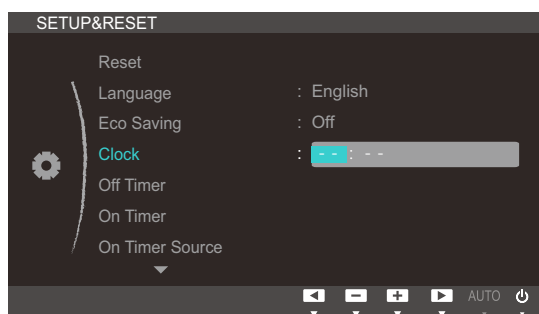 SETUP&RESET
Reset
Language : English
Eco Saving : Off
Clock : - - : - -
Off Timer
On Timer
On Timer Source
AUTO